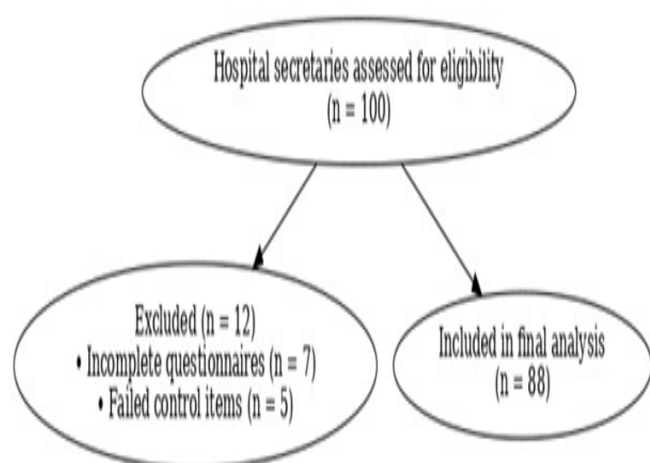 Hospital secretaries assessed for eligibility
(n = 100)
Excluded (n = 12)
• Incomplete questionnaires (n = 7)
• Failed control items (n = 5)
Included in final analysis
(n = 88)